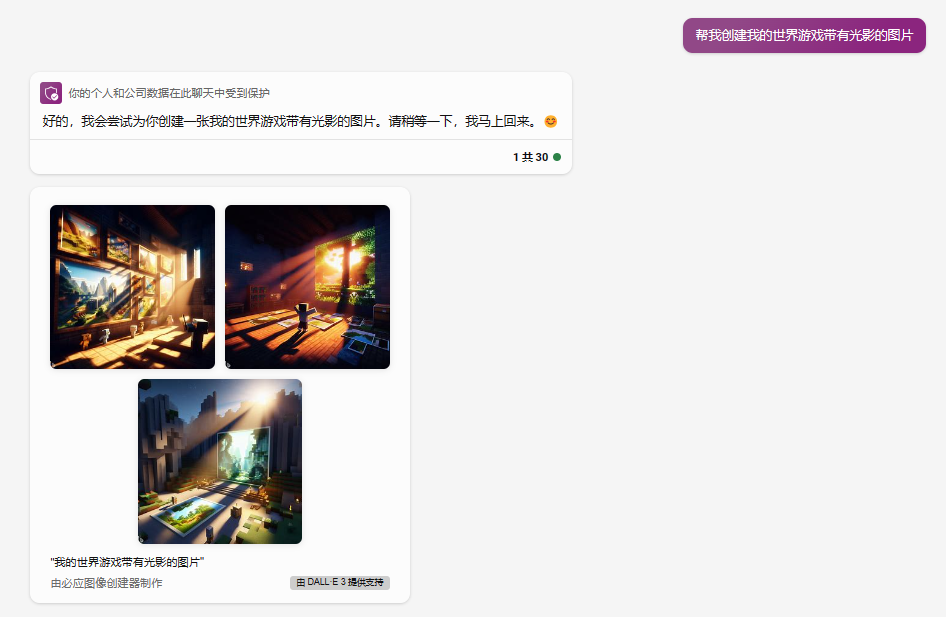 帮我创建我的世界游戏带有光影的图片
你的个人和公司数据在此聊天中受到保护
好的，我会尝试为你创建一张我的世界游戏带有光影的图片。请稍等一下，我马上回来。😊
1 共 30
"我的世界游戏带有光影的图片"
由必应图像创建器制作
由 DALL·E 3 提供支持